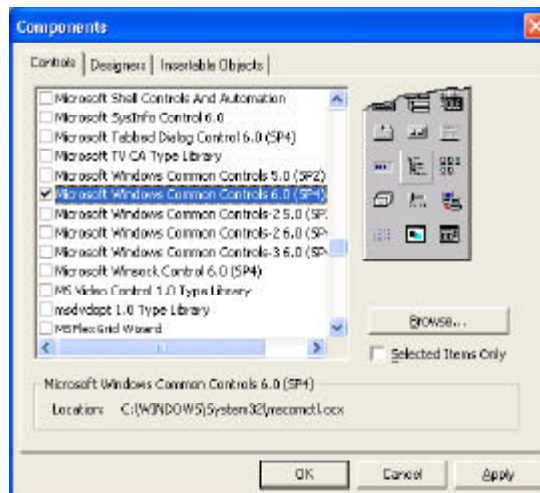 Components
Controls Designers Insertable Objects
Microsoft Shell Controls And Automation
Microsoft SysInfo Control 6.0
Microsoft Tabbed Dialog Control 6.0 (SP4)
Microsoft TV CA Type Library
Microsoft Windows Common Controls 5.0 (SP2)
Microsoft Windows Common Controls 6.0 (SP4)
Microsoft Windows Common Controls-2 5.0 (SP
Microsoft Windows Common Controls-2 6.0 (SP
Microsoft Windows Common Controls-3 6.0 (SP
Microsoft Winsock Control 6.0 (SP4)
MS Video Control 1.0 Type Library
msdvdopt 1.0 Type Library
MSFlexGrid Wizard
Browse...
Selected Items Only
Microsoft Windows Common Controls 6.0 (SP4)
Location: C:\WINDOWS\System32\mscomctl.ocx
OK Cancel Apply